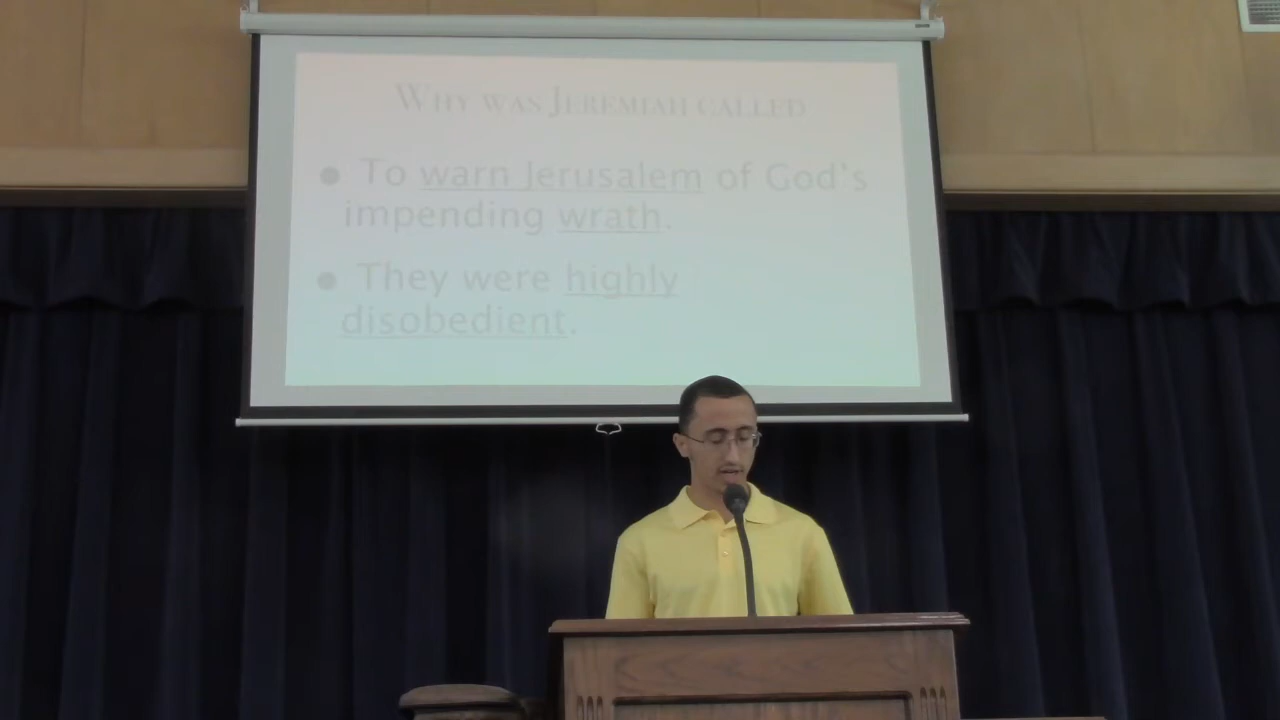 WHY WAS JEREMIAH CALLED
● To warn Jerusalem of God's
impending wrath.
● They were highly
disobedient.